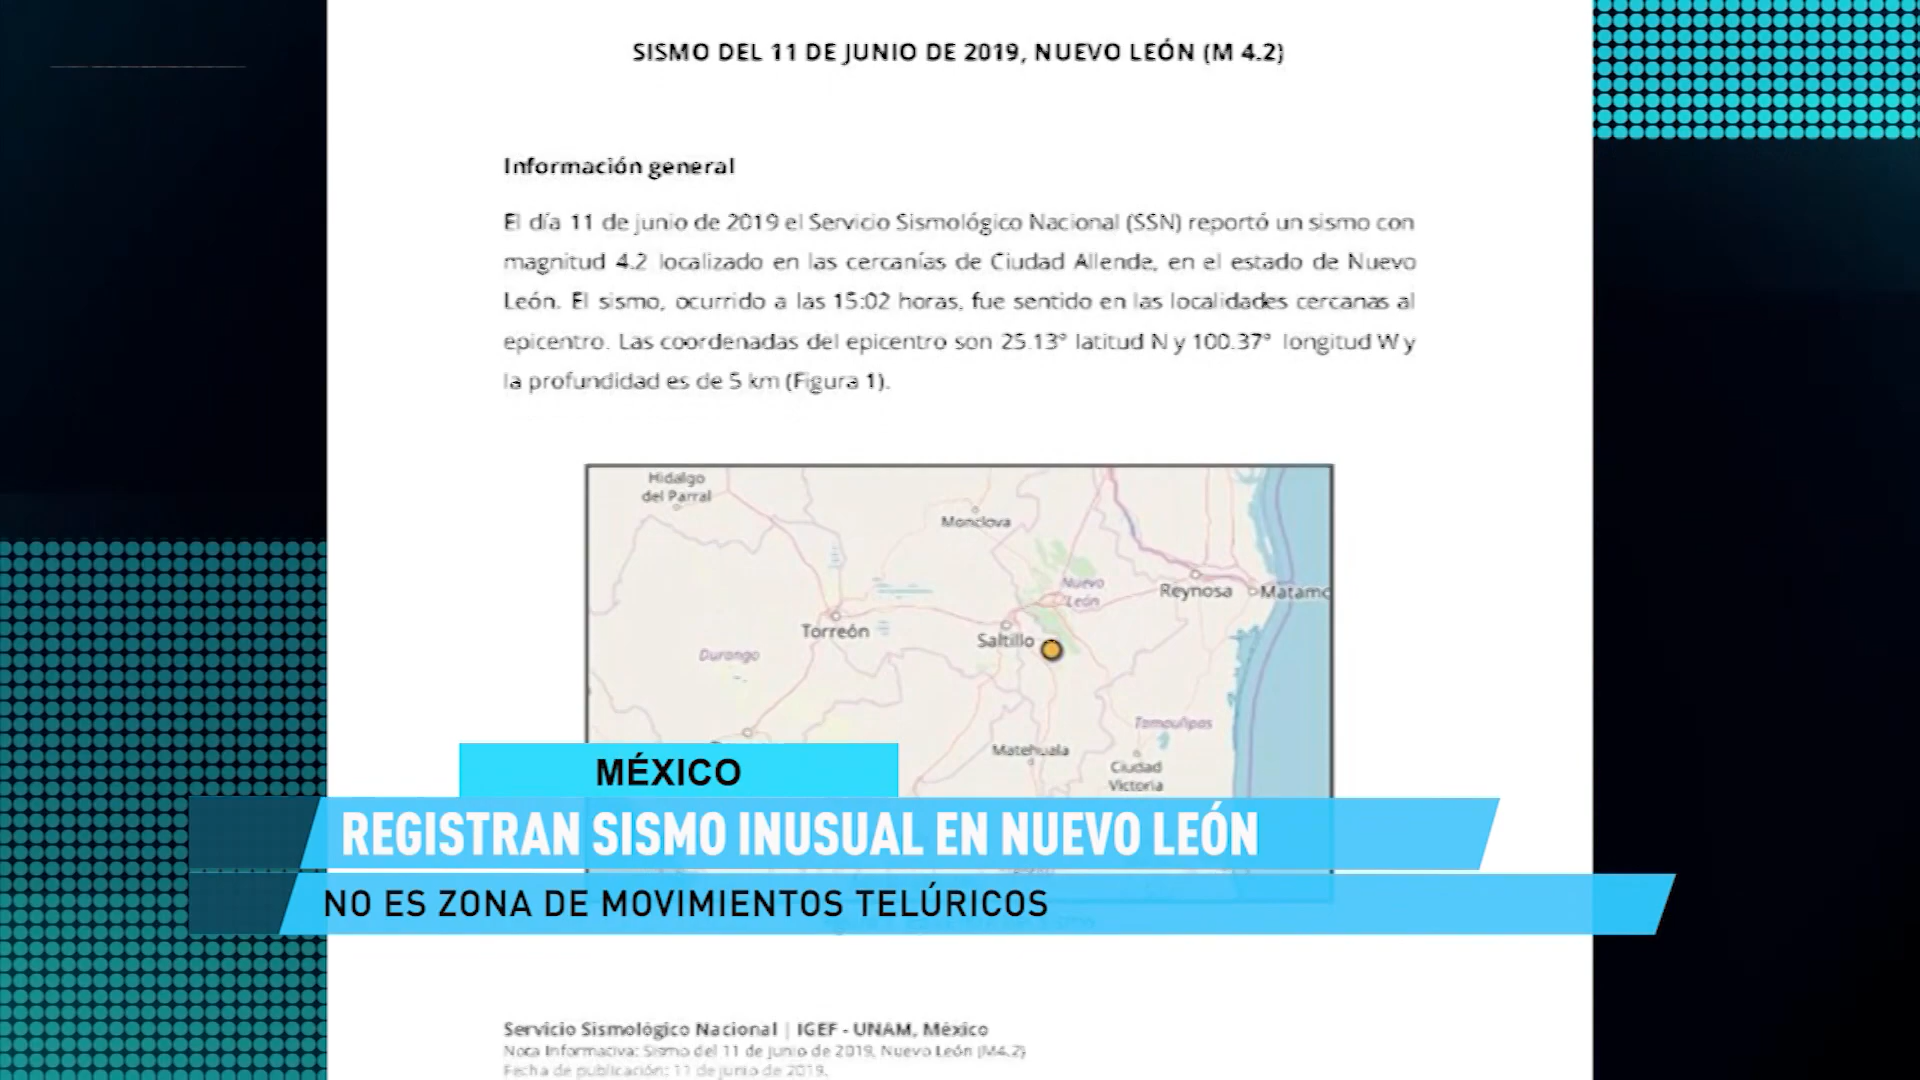 SISMO DEL 11 DE JUNIO DE 2019, NUEVO LEÓN (M 4.2)
Información general
El día 11 de junio de 2019 el Servicio Sismológico Nacional (SSN) reportó un sismo con
magnitud 4.2 localizado en las cercanías de Ciudad Allende, en el estado de Nuevo
León. El sismo, ocurrido a las 15:02 horas, fue sentido en las localidades cercanas al
epicentro. Las coordenadas del epicentro son 25.13° latitud N y 100.37° longitud W y
la profundidad es de 5 km (Figura 1).
Hidalgo
del Parral
Monclova
Nuevo
León
Reynosa
Matamo
Torreón
Saltillo
Durango
Tamaulipas
Matehuala
Ciudad
Victoria
MÉXICO
REGISTRAN SISMO INUSUAL EN NUEVO LEÓN
NO ES ZONA DE MOVIMIENTOS TELÚRICOS
Servicio Sismológico Nacional | IGEF - UNAM, México
Nota Informativa: Sismo del 11 de junio de 2019, Nuevo León (M4.2)
Fecha de publicación: 11 de junio de 2019.